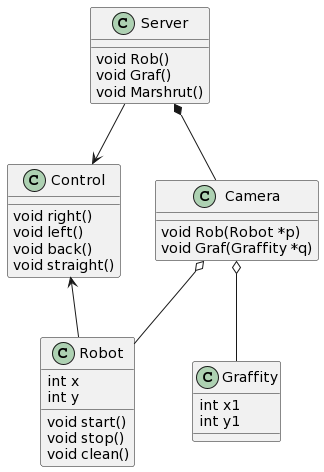 C Server
void Rob()
void Graf()
void Marshrut()
C Control
void right()
void left()
void back()
void straight()
C Camera
void Rob(Robot *p)
void Graf(Graffity *q)
C Robot
int x
int y
void start()
void stop()
void clean()
C Graffity
int x1
int y1